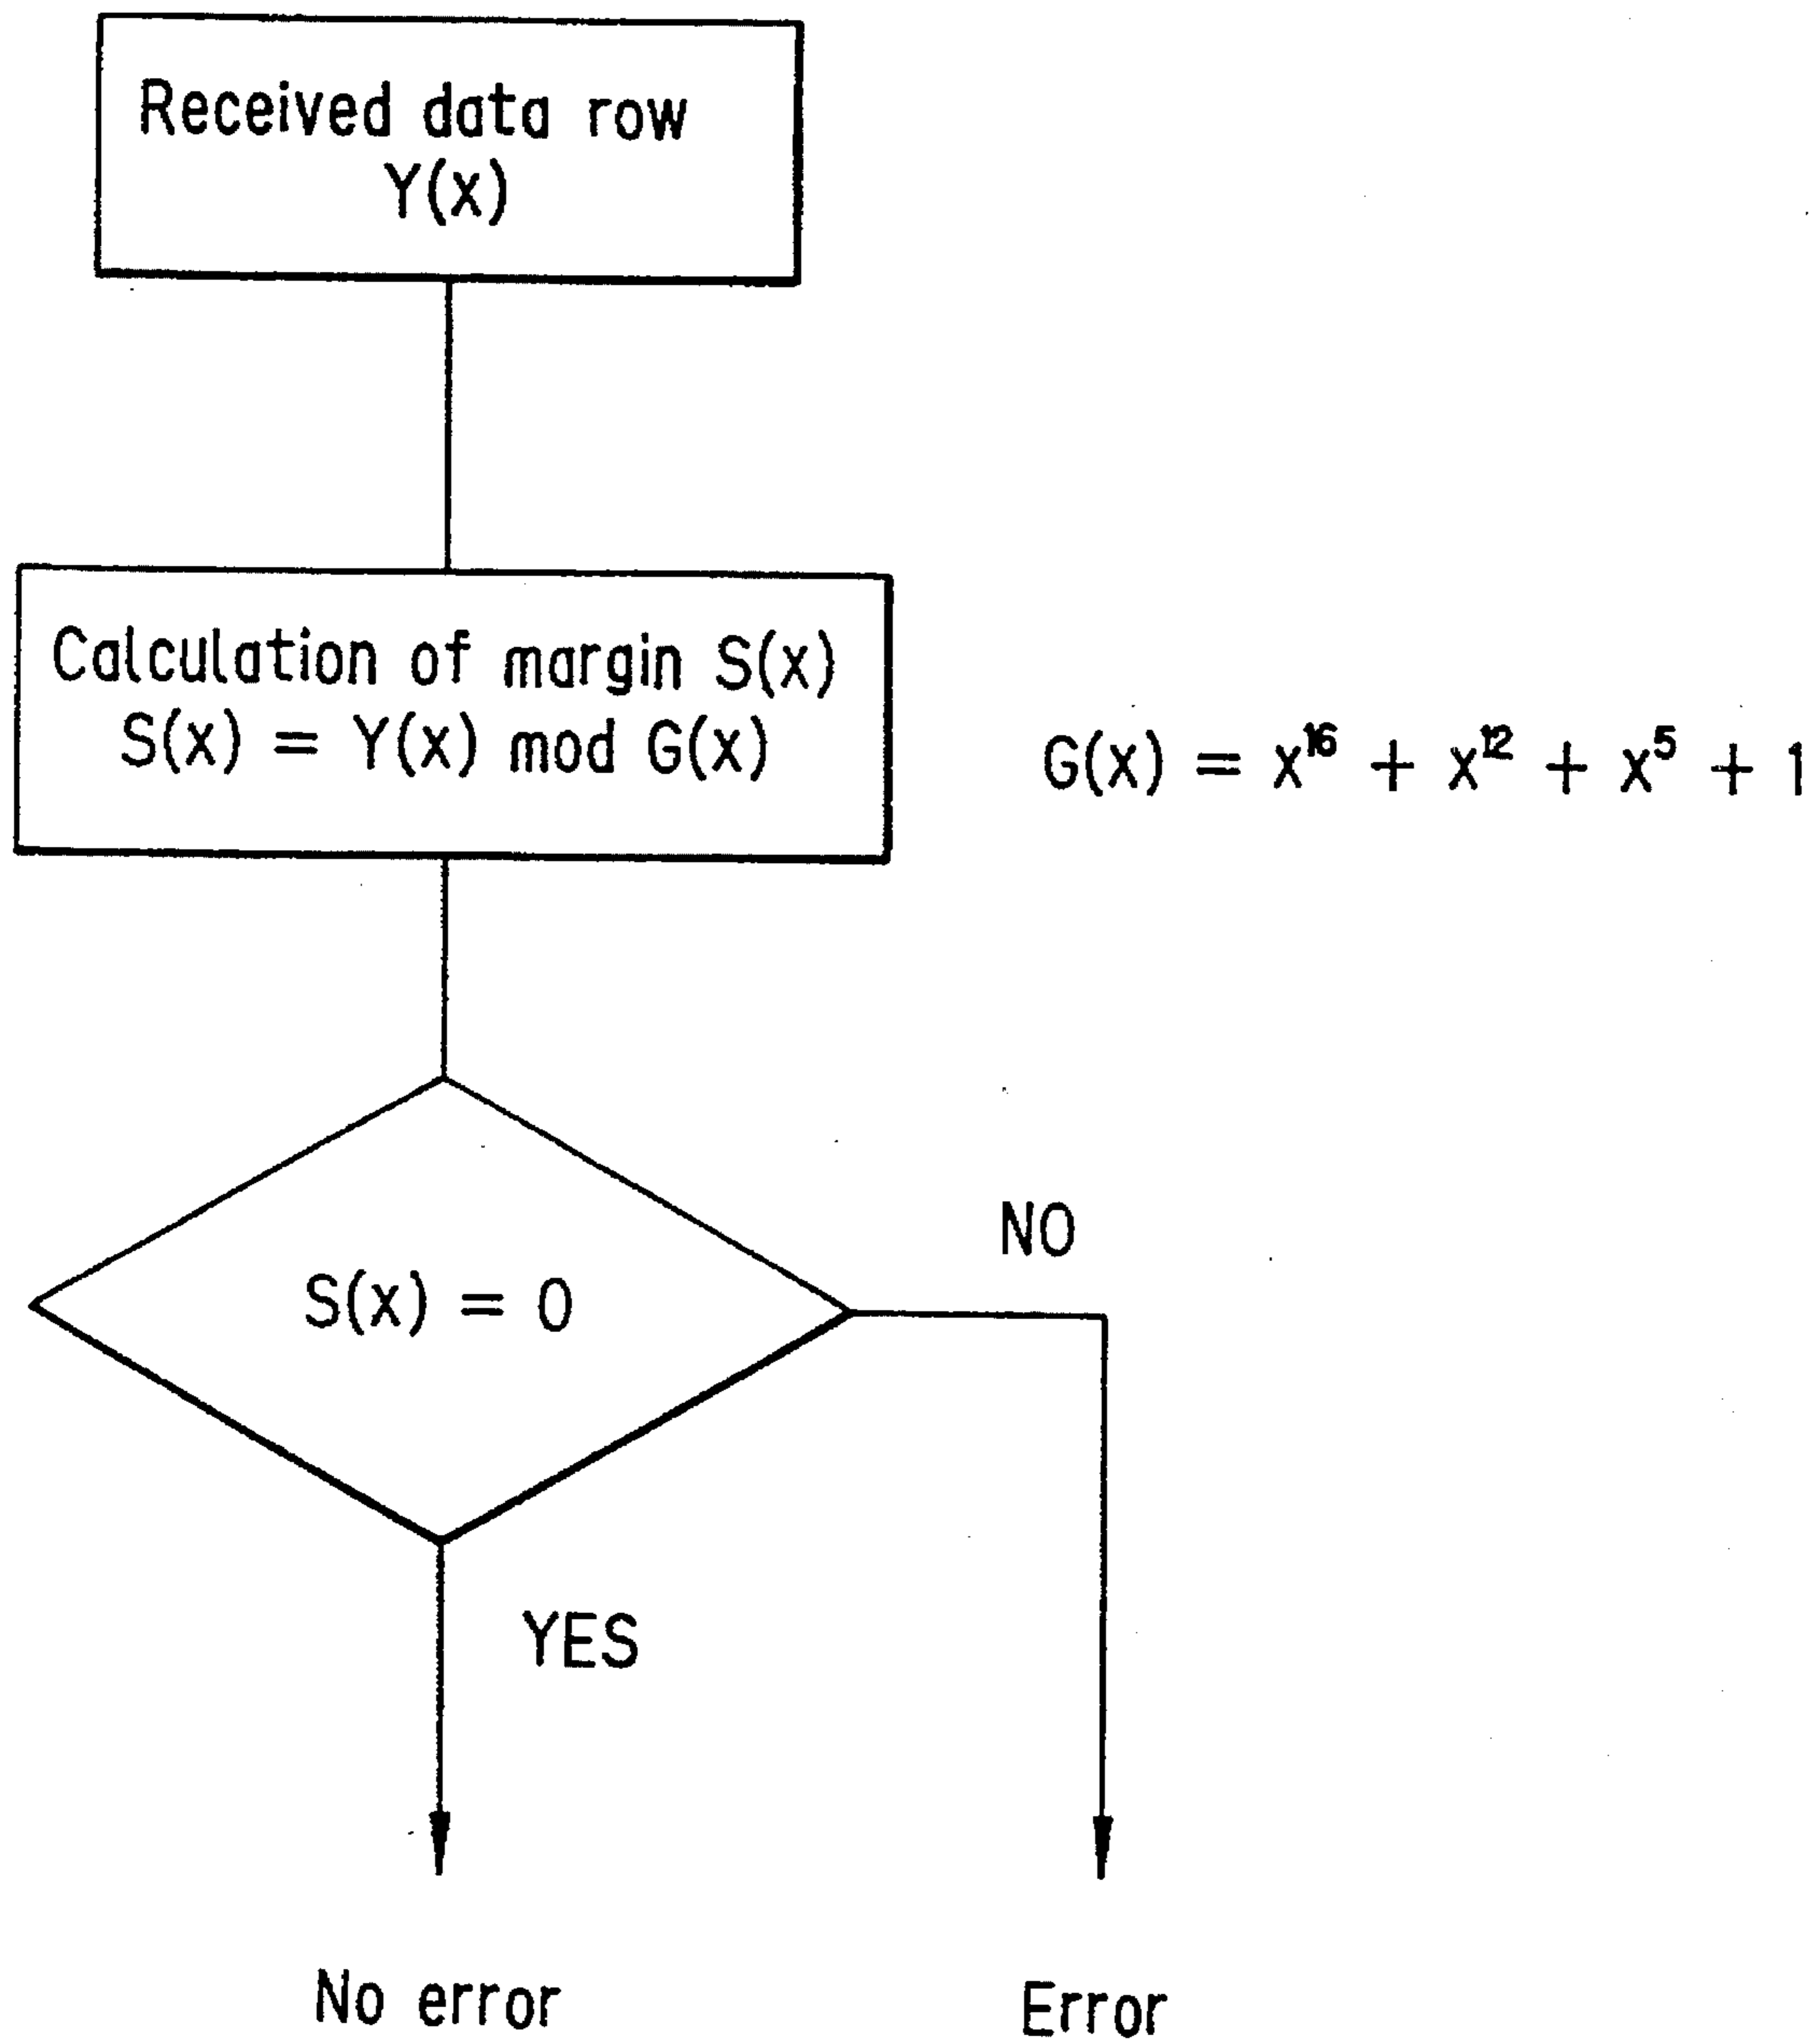 Received data row
Y(x)
Calculation of margin S(x)
S(x) = Y(x) mod G(x)
G(x) = x¹⁶ + x¹² + x⁵ + 1
S(x) = 0
NO
YES
No error
Error